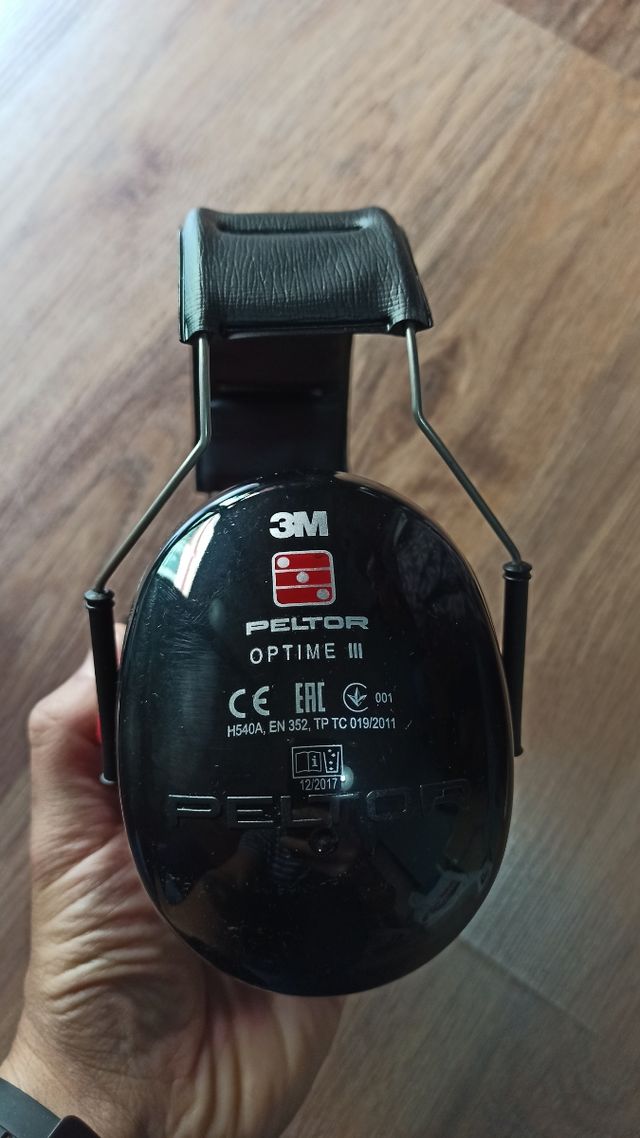 3M
PELTOR
OPTIME III
CE EAC 001
H540A, EN 352, TP TC 019/2011
i
12/2017
PELTOR